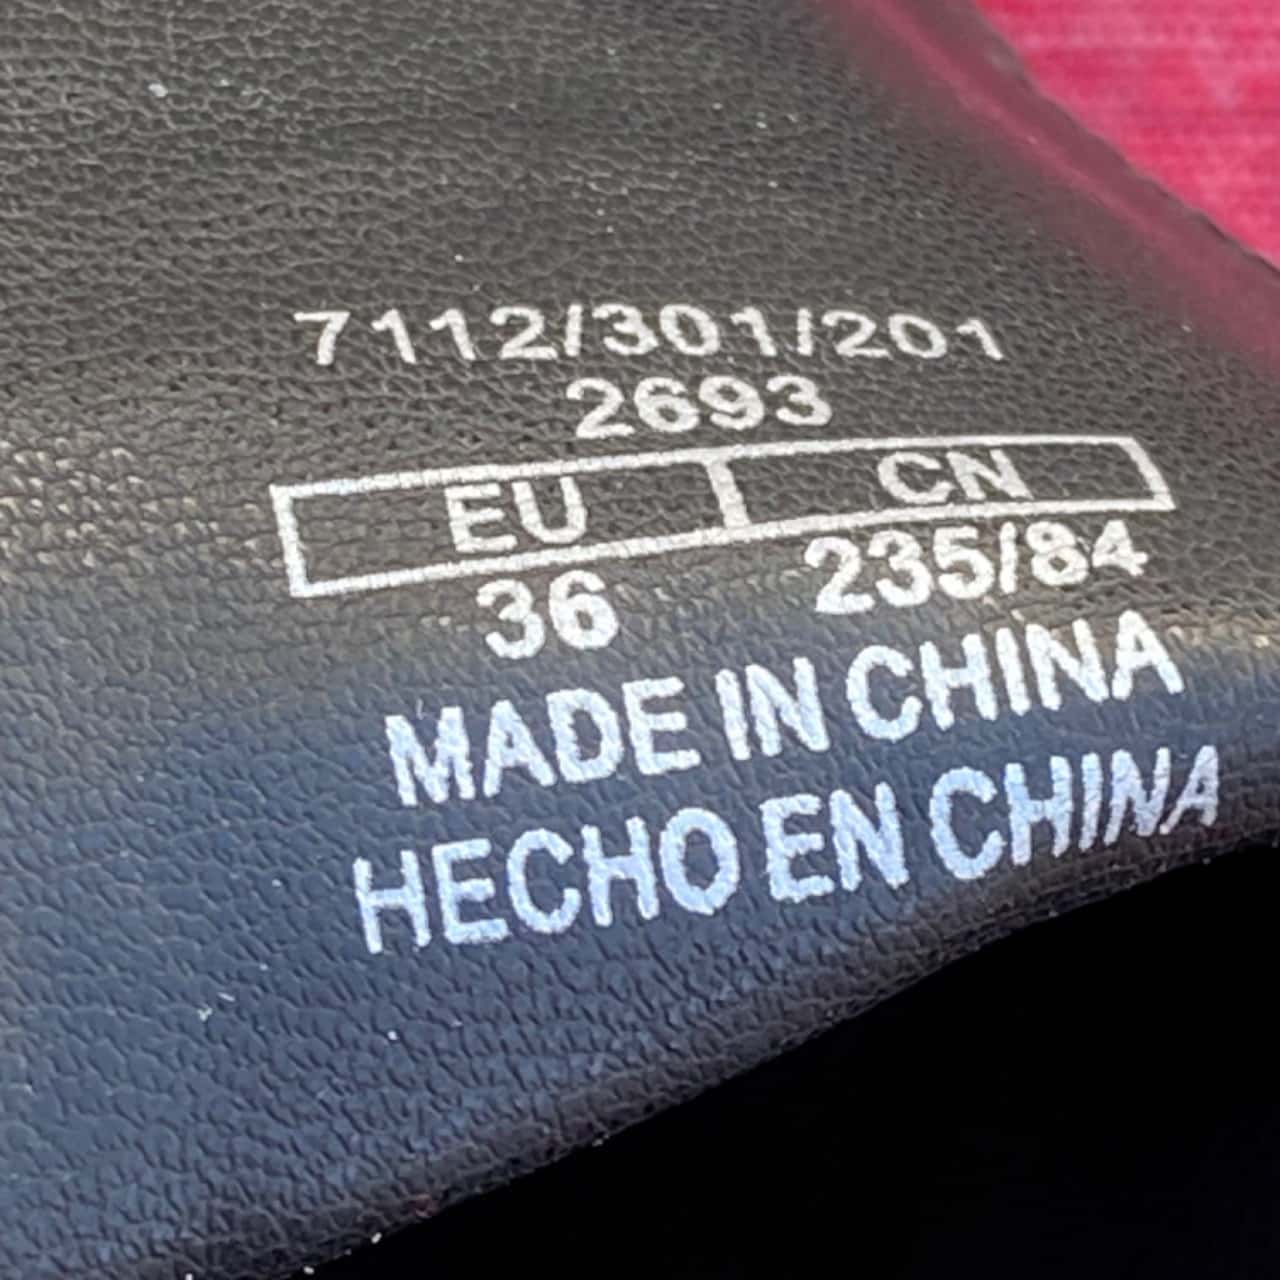 7112/301/201
2693
EU CN
36 235/84
MADE IN CHINA
HECHO EN CHINA